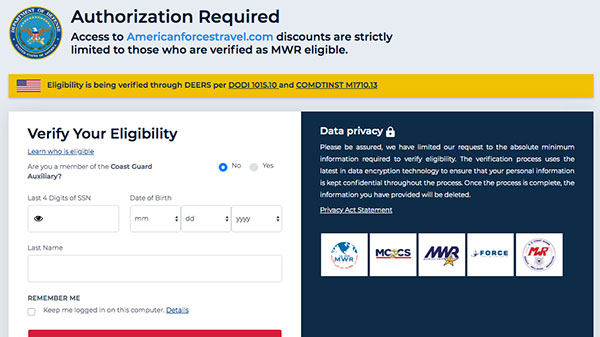 Authorization Required
Access to Americanforcestravel.com discounts are strictly
limited to those who are verified as MWR eligible.
Eligibility is being verified through DEERS per DODI 1015.10 and COMDTINST M1710.13
Verify Your Eligibility
Learn who is eligible
Are you a member of the Coast Guard
Auxiliary?
No
Yes
Last 4 Digits of SSN
Date of Birth
mm
dd
yyyy
Last Name
REMEMBER ME
Keep me logged in on this computer. Details
Data privacy
Please be assured, we have limited our request to the absolute minimum
information required to verify eligibility. The verification process uses the
latest in data encryption technology to ensure that your personal information
is kept confidential throughout the process. Once the process is complete, the
information you have provided will be deleted.
Privacy Act Statement
MWR
MCCS
MWR
FORCE
MWR